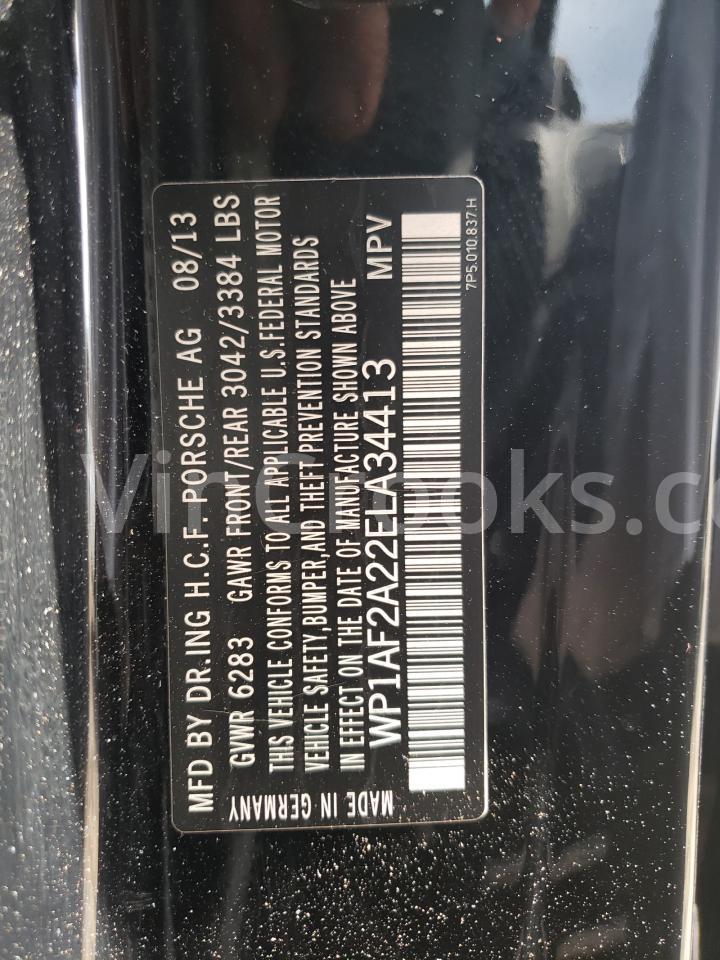 MFD BY DR.ING H.C.F. PORSCHE AG 08/13
GVWR 6283 GAWR FRONT/REAR 3042/3384 LBS
THIS VEHICLE CONFORMS TO ALL APPLICABLE U.S.FEDERAL MOTOR
VEHICLE SAFETY,BUMPER,AND THEFT PREVENTION STANDARDS
IN EFFECT ON THE DATE OF MANUFACTURE SHOWN ABOVE
WP1AF2A22ELA34413 MPV
MADE IN GERMANY
7P5.010.837.H
VinCrooks.co